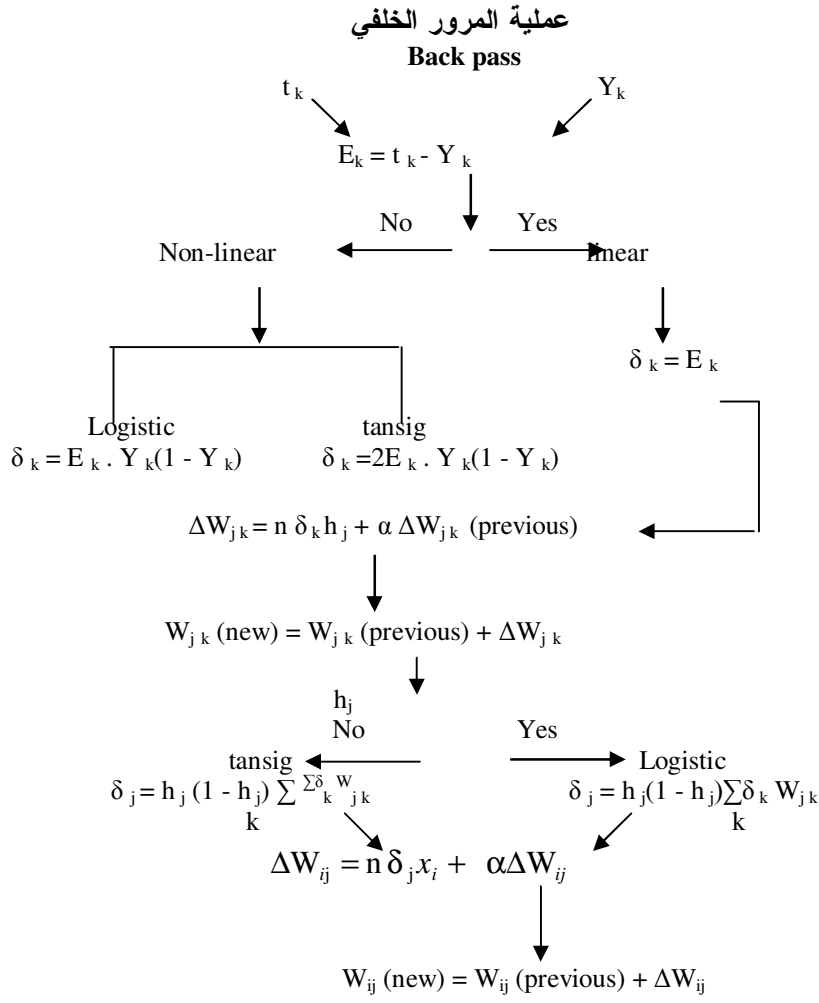 عملية المرور الخلفي
Back pass
t k Y k
E k = t k - Y k
No Yes
Non-linear linear
δ k = E k
Logistic tansig
δ k = E k . Y k(1 - Y k) δ k =2E k . Y k(1 - Y k)
ΔW j k = n δ k h j + α ΔW j k (previous)
W j k (new) = W j k (previous) + ΔW j k
h j
No Yes
tansig Logistic
δ j = h j (1 - h j) ∑ ∑δ k W j k δ j = h j(1 - h j)∑δ k W j k
k k
ΔW ij = n δ j x i + αΔW ij
W ij (new) = W ij (previous) + ΔW ij